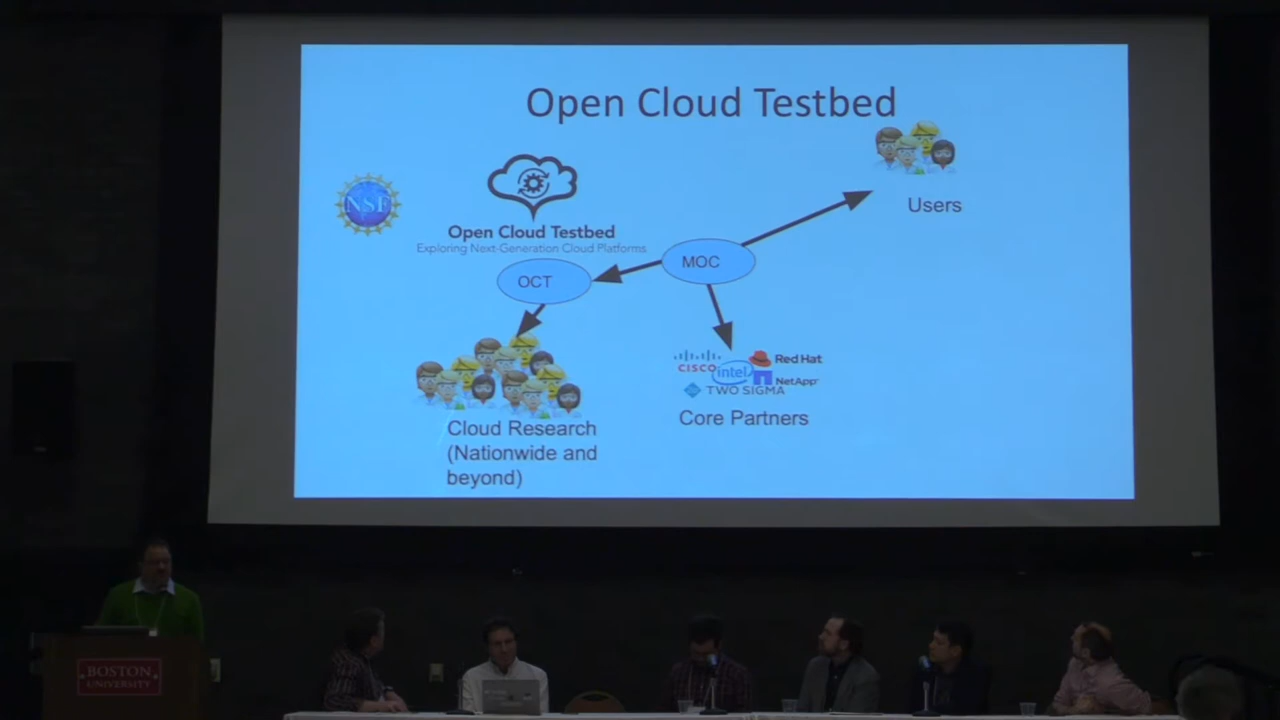 Open Cloud Testbed
NSF
Open Cloud Testbed
Exploring Next-Generation Cloud Platforms
Users
MOC
OCT
CISCO
intel
Red Hat
NetApp
TWO SIGMA
Core Partners
Cloud Research
(Nationwide and
beyond)
BOSTON
UNIVERSITY